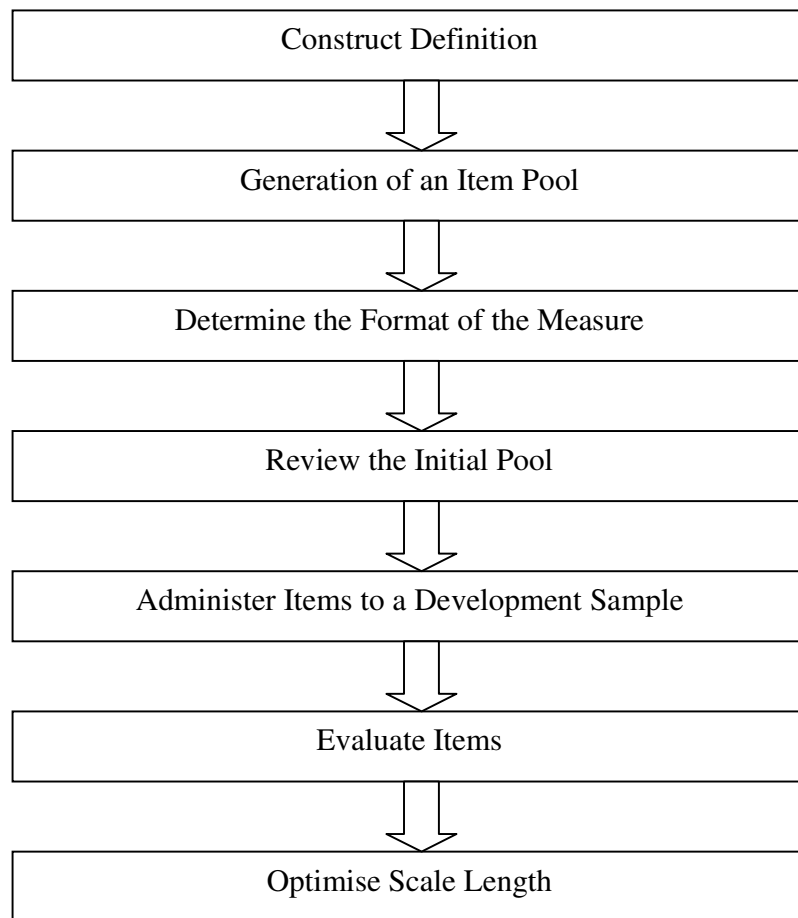 Construct Definition
Generation of an Item Pool
Determine the Format of the Measure
Review the Initial Pool
Administer Items to a Development Sample
Evaluate Items
Optimise Scale Length